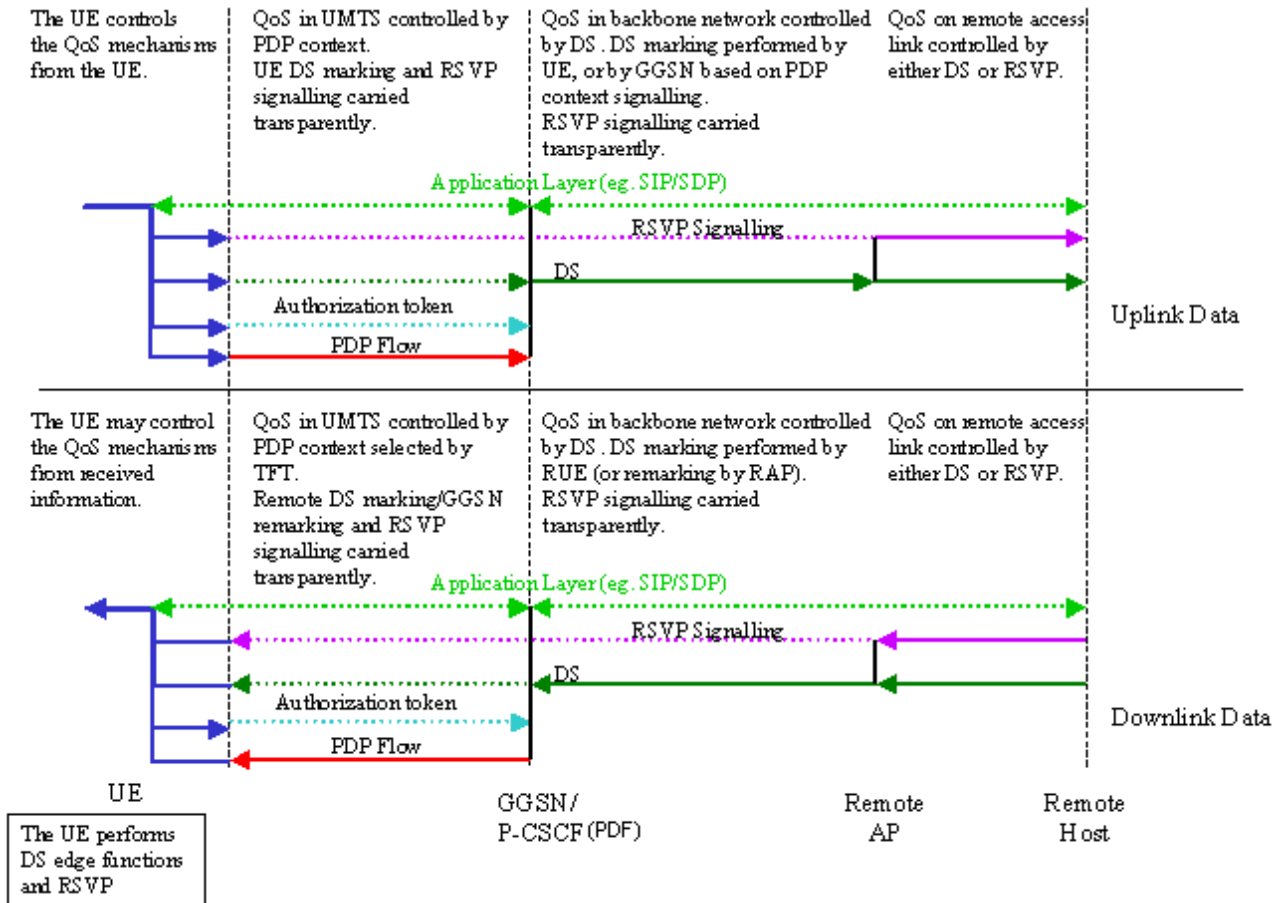 The UE controls
the QoS mechanisms
from the UE.
QoS in UMTS controlled by
PDP context.
UE DS marking and RSVP
signalling carried
transparently.
QoS in backbone network controlled
by DS. DS marking performed by
UE, or by GGSN based on PDP
context signalling.
RSVP signalling carried
transparently.
QoS on remote access
link controlled by
either DS or RSVP.
Application Layer (eg. SIP/SDP)
RSVP Signalling
DS
Authorization token
PDP Flow
Uplink Data
The UE may control
the QoS mechanisms
from received
information.
QoS in UMTS controlled by
PDP context selected by
TFT.
Remote DS marking/GGSN
remarking and RSVP
signalling carried
transparently.
QoS in backbone network controlled
by DS. DS marking performed by
RUE (or remarking by RAP).
RSVP signalling carried
transparently.
QoS on remote access
link controlled by
either DS or RSVP.
Application Layer (eg. SIP/SDP)
RSVP Signalling
DS
Authorization token
PDP Flow
Downlink Data
UE
GGSN/
P-CSCF (PDF)
Remote
AP
Remote
Host
The UE performs
DS edge functions
and RSVP